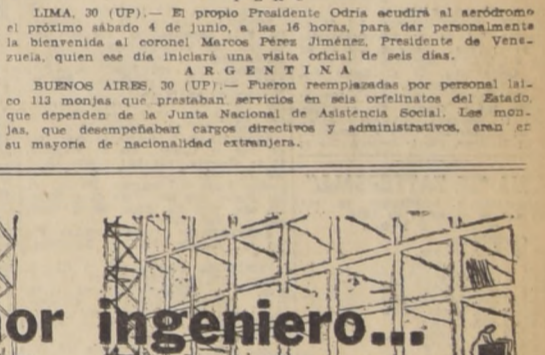 LIMA, 30 (UP).— El propio Presidente Odría acudirá al aeródromo
el próximo sábado 4 de junio, a las 16 horas, para dar personalmente
la bienvenida al coronel Marcos Pérez Jiménez, Presidente de Vene-
zuela, quien ese día iniciará una visita oficial de seis días.
ARGENTINA
BUENOS AIRES, 30 (UP).— Fueron reemplazadas por personal lai-
co 113 monjas que prestaban servicios en seis orfelinatos del Estado,
que dependen de la Junta Nacional de Asistencia Social. Las mon-
jas, que desempeñaban cargos directivos y administrativos, eran en
su mayoría de nacionalidad extranjera.
or ingeniero...